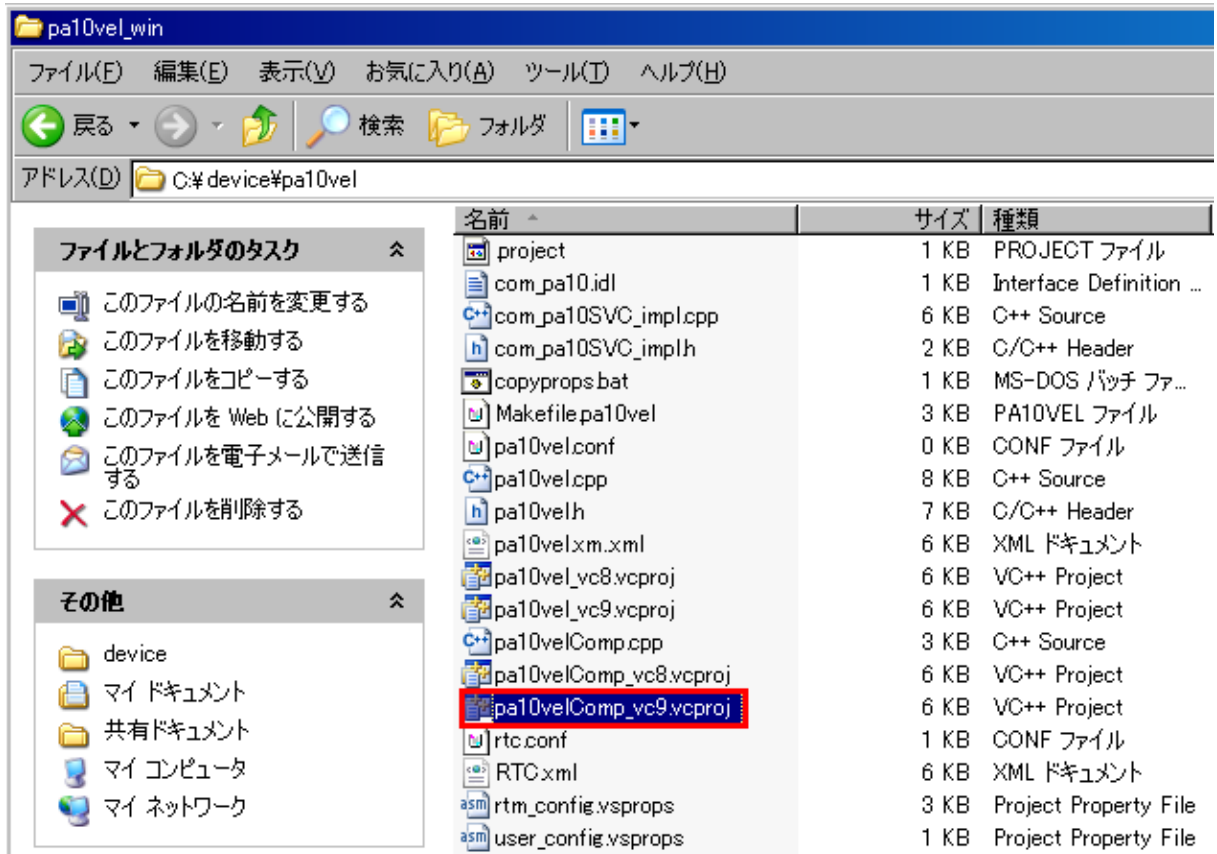 pa10vel_win
ファイル(F) 編集(E) 表示(V) お気に入り(A) ツール(T) ヘルプ(H)
戻る 検索 フォルダ
アドレス(D) C:¥device¥pa10vel
名前 サイズ 種類
ファイルとフォルダのタスク
このファイルの名前を変更する
このファイルを移動する
このファイルをコピーする
このファイルを Web に公開する
このファイルを電子メールで送信
する
このファイルを削除する
その他
device
マイ ドキュメント
共有ドキュメント
マイ コンピュータ
マイ ネットワーク
.project 1 KB PROJECT ファイル
com_pa10.idl 1 KB Interface Definition ...
com_pa10SVC_impl.cpp 6 KB C++ Source
com_pa10SVC_impl.h 2 KB C/C++ Header
copyprops.bat 1 KB MS-DOS バッチ ファ...
Makefile.pa10vel 3 KB PA10VEL ファイル
pa10vel.conf 0 KB CONF ファイル
pa10vel.cpp 8 KB C++ Source
pa10vel.h 7 KB C/C++ Header
pa10vel.xm.xml 6 KB XML ドキュメント
pa10vel_vc8.vcproj 6 KB VC++ Project
pa10vel_vc9.vcproj 6 KB VC++ Project
pa10velComp.cpp 3 KB C++ Source
pa10velComp_vc8.vcproj 6 KB VC++ Project
pa10velComp_vc9.vcproj 6 KB VC++ Project
rtc.conf 1 KB CONF ファイル
RTC.xml 6 KB XML ドキュメント
rtm_config.vsprops 3 KB Project Property File
user_config.vsprops 1 KB Project Property File